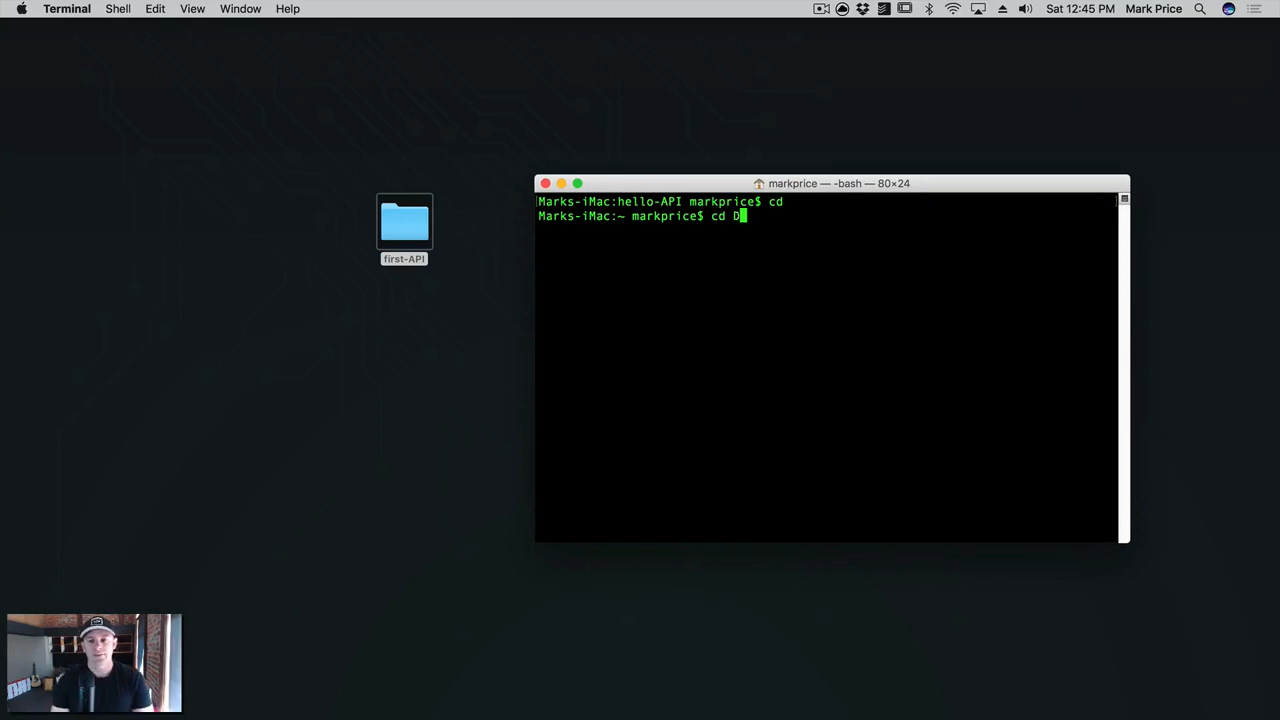 Terminal Shell Edit View Window Help Sat 12:45 PM Mark Price
markprice — -bash — 80×24
Marks-iMac:hello-API markprice$ cd
Marks-iMac:~ markprice$ cd D
first-API